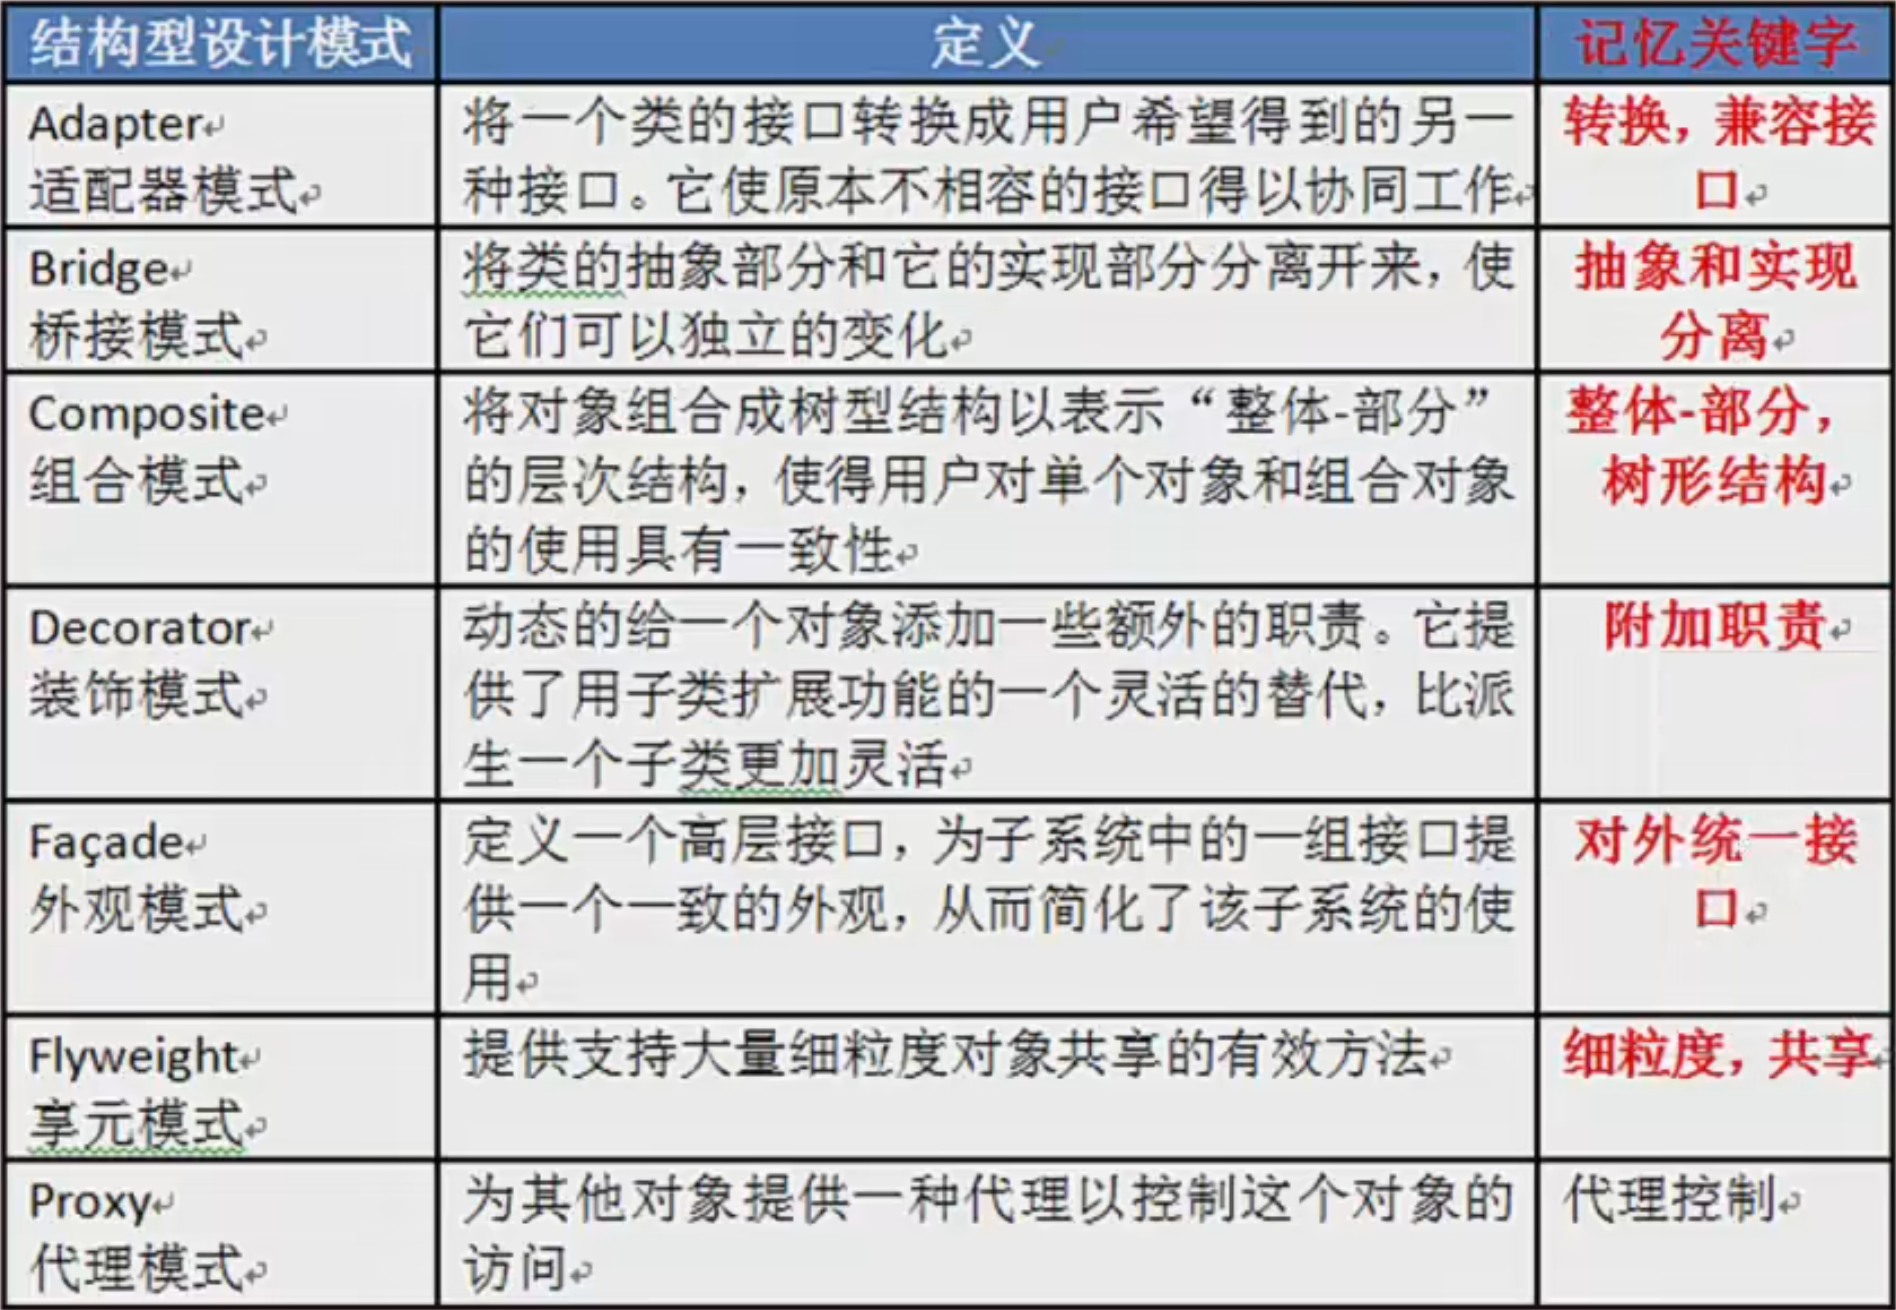 结构型设计模式 定义 记忆关键字
Adapter
适配器模式
将一个类的接口转换成用户希望得到的另一
种接口。它使原本不相容的接口得以协同工作
转换，兼容接
口
Bridge
桥接模式
将类的抽象部分和它的实现部分分离开来，使
它们可以独立的变化
抽象和实现
分离
Composite
组合模式
将对象组合成树型结构以表示“整体-部分”
的层次结构，使得用户对单个对象和组合对象
的使用具有一致性
整体-部分，
树形结构
Decorator
装饰模式
动态的给一个对象添加一些额外的职责。它提
供了用子类扩展功能的一个灵活的替代，比派
生一个子类更加灵活
附加职责
Façade
外观模式
定义一个高层接口，为子系统中的一组接口提
供一个一致的外观，从而简化了该子系统的使
用
对外统一接
口
Flyweight
享元模式
提供支持大量细粒度对象共享的有效方法
细粒度，共享
Proxy
代理模式
为其他对象提供一种代理以控制这个对象的
访问
代理控制